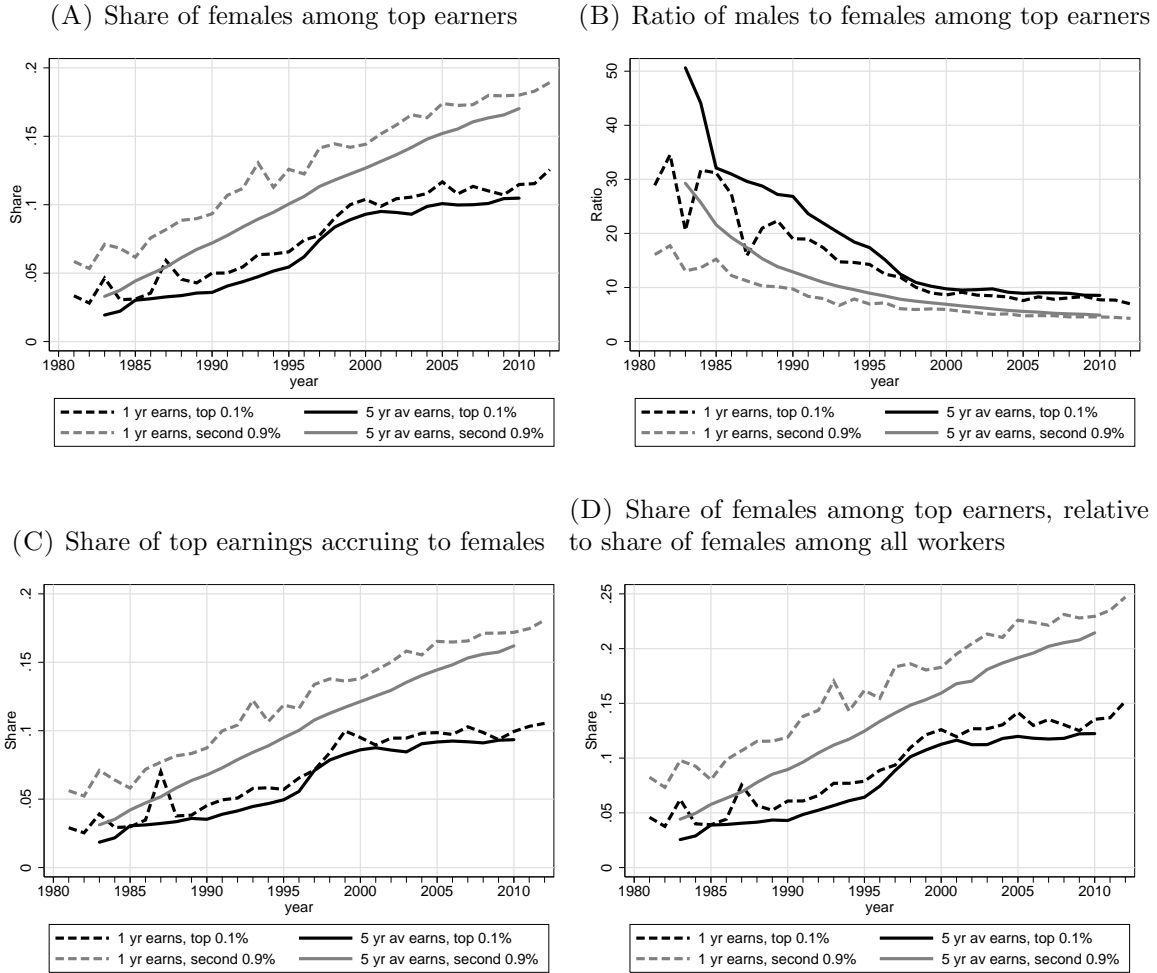 (A) Share of females among top earners
Share
0 .05 .1 .15 .2
1980 1985 1990 1995 2000 2005 2010
year
1 yr earns, top 0.1% 5 yr av earns, top 0.1%
1 yr earns, second 0.9% 5 yr av earns, second 0.9%
(B) Ratio of males to females among top earners
Ratio
0 10 20 30 40 50
1980 1985 1990 1995 2000 2005 2010
year
1 yr earns, top 0.1% 5 yr av earns, top 0.1%
1 yr earns, second 0.9% 5 yr av earns, second 0.9%
(C) Share of top earnings accruing to females
Share
0 .05 .1 .15 .2
1980 1985 1990 1995 2000 2005 2010
year
1 yr earns, top 0.1% 5 yr av earns, top 0.1%
1 yr earns, second 0.9% 5 yr av earns, second 0.9%
(D) Share of females among top earners, relative
to share of females among all workers
Share
0 .05 .1 .15 .2 .25
1980 1985 1990 1995 2000 2005 2010
year
1 yr earns, top 0.1% 5 yr av earns, top 0.1%
1 yr earns, second 0.9% 5 yr av earns, second 0.9%